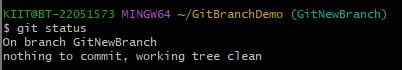 KIIT@BT-22051573 MINGW64 ~/GitBranchDemo (GitNewBranch)
$ git status
On branch GitNewBranch
nothing to commit, working tree clean